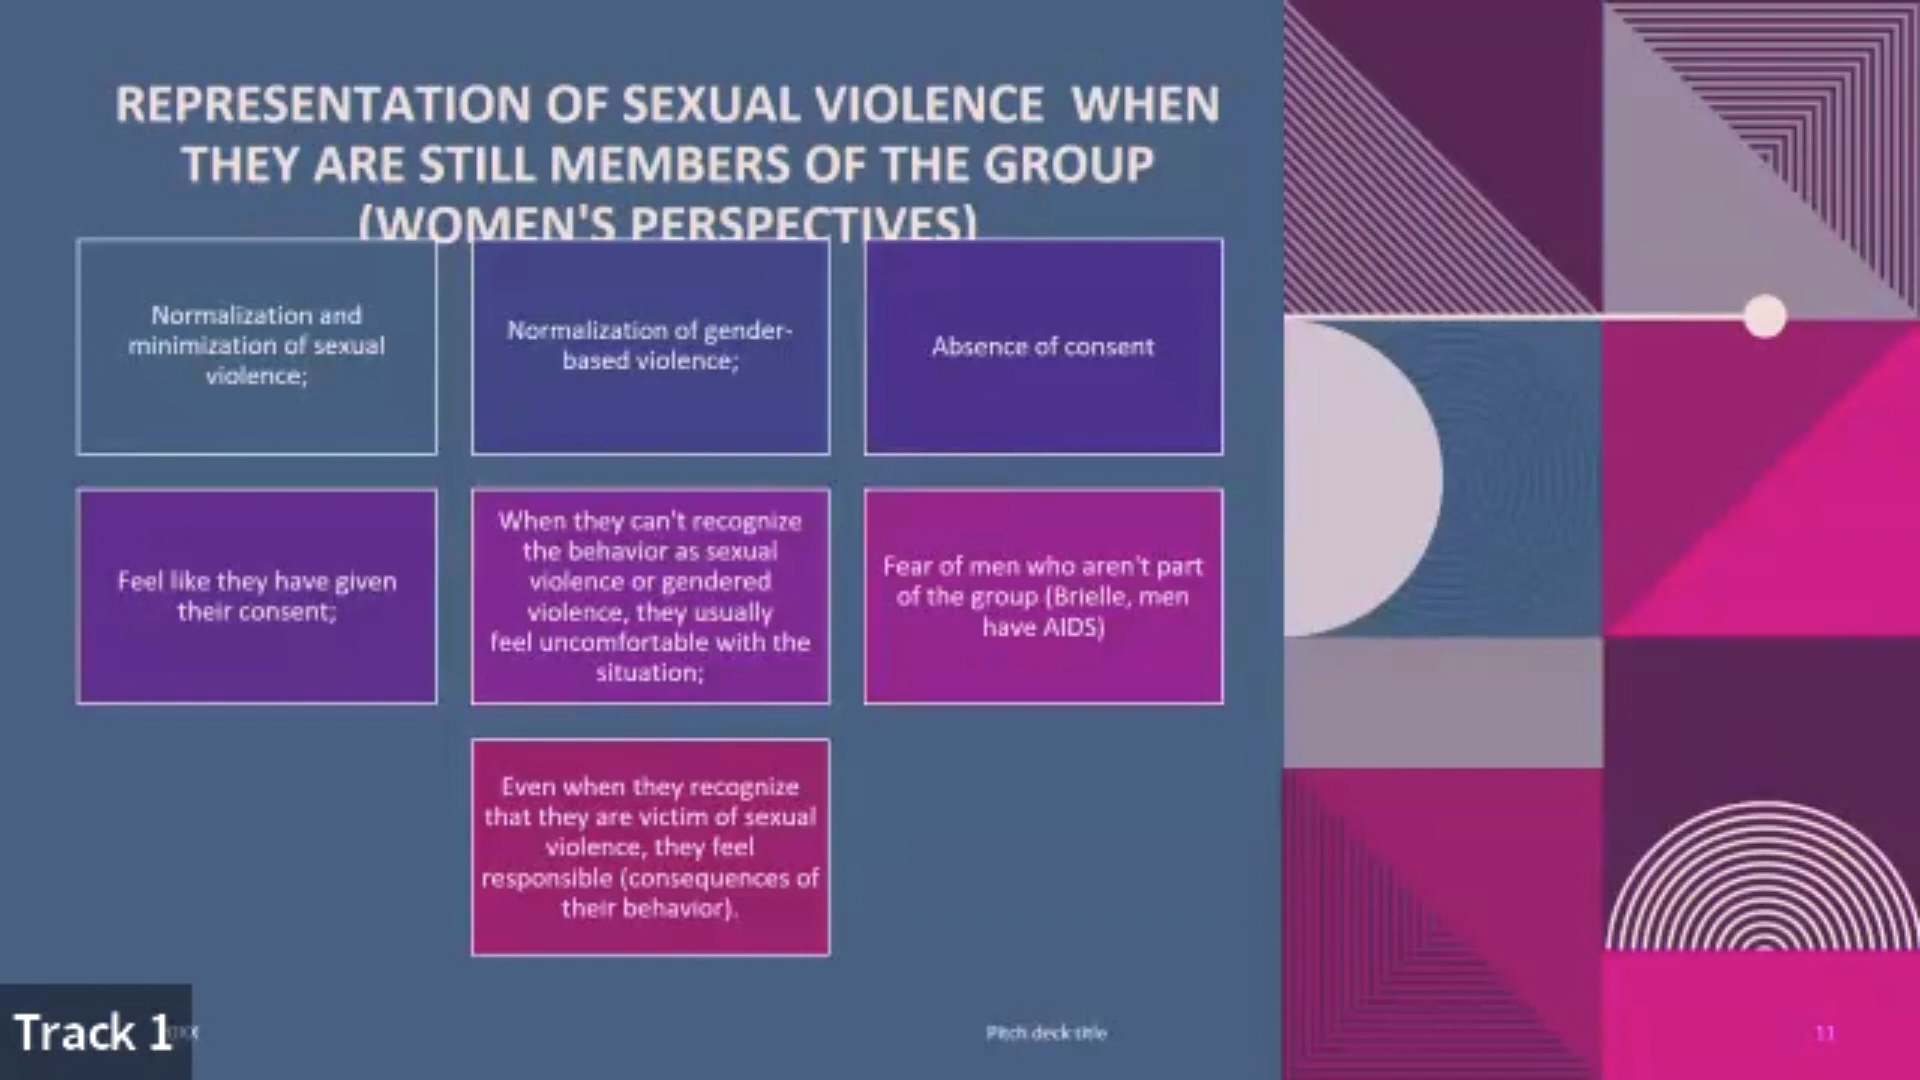 REPRESENTATION OF SEXUAL VIOLENCE WHEN
THEY ARE STILL MEMBERS OF THE GROUP
(WOMEN'S PERSPECTIVES)
Normalization and
minimization of sexual
violence;
Normalization of gender-
based violence;
Absence of consent
Feel like they have given
their consent;
When they can't recognize
the behavior as sexual
violence or gendered
violence, they usually
feel uncomfortable with the
situation;
Fear of men who aren't part
of the group (Brielle, men
have AIDS)
Even when they recognize
that they are victim of sexual
violence, they feel
responsible (consequences of
their behavior).
Track 1
Pitch deck title
11